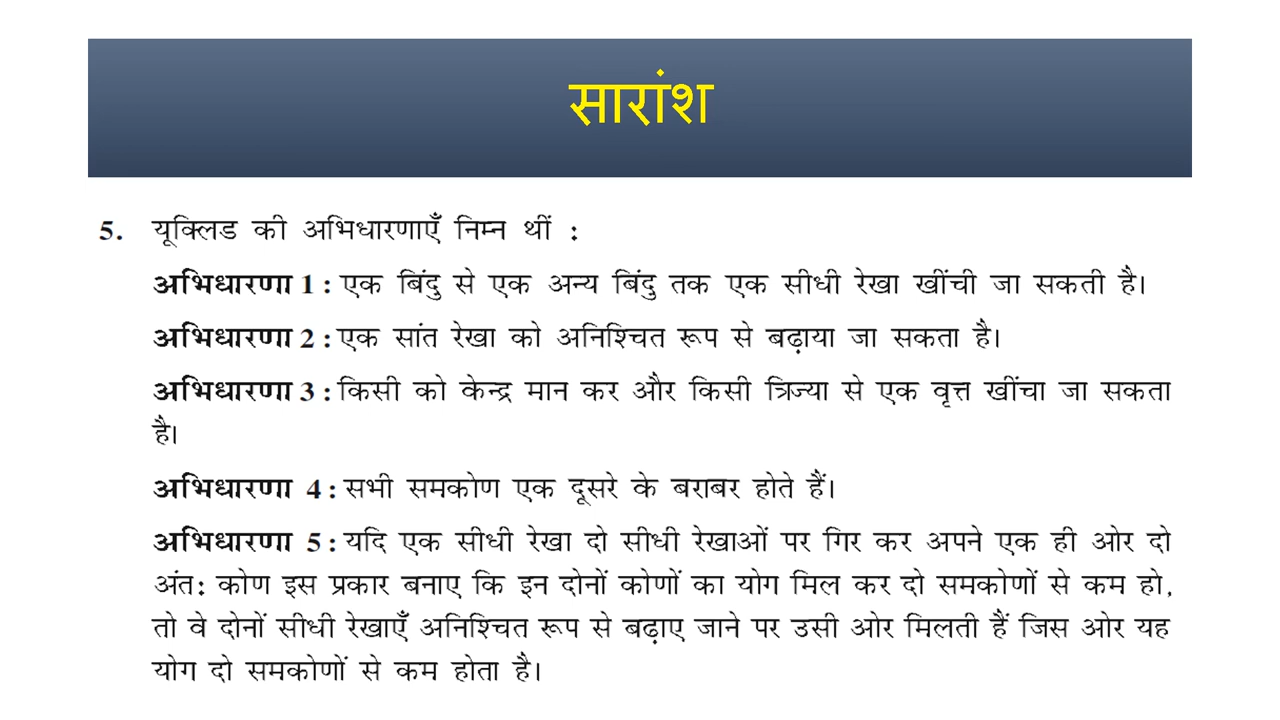 सारांश
5. यूक्लिड की अभिधारणाएँ निम्न थीं :
अभिधारणा 1 : एक बिंदु से एक अन्य बिंदु तक एक सीधी रेखा खींची जा सकती है।
अभिधारणा 2 : एक सांत रेखा को अनिश्चित रूप से बढ़ाया जा सकता है।
अभिधारणा 3 : किसी को केन्द्र मान कर और किसी त्रिज्या से एक वृत्त खींचा जा सकता
है।
अभिधारणा 4 : सभी समकोण एक दूसरे के बराबर होते हैं।
अभिधारणा 5 : यदि एक सीधी रेखा दो सीधी रेखाओं पर गिर कर अपने एक ही ओर दो
अंत: कोण इस प्रकार बनाए कि इन दोनों कोणों का योग मिल कर दो समकोणों से कम हो,
तो वे दोनों सीधी रेखाएँ अनिश्चित रूप से बढ़ाए जाने पर उसी ओर मिलती हैं जिस ओर यह
योग दो समकोणों से कम होता है।